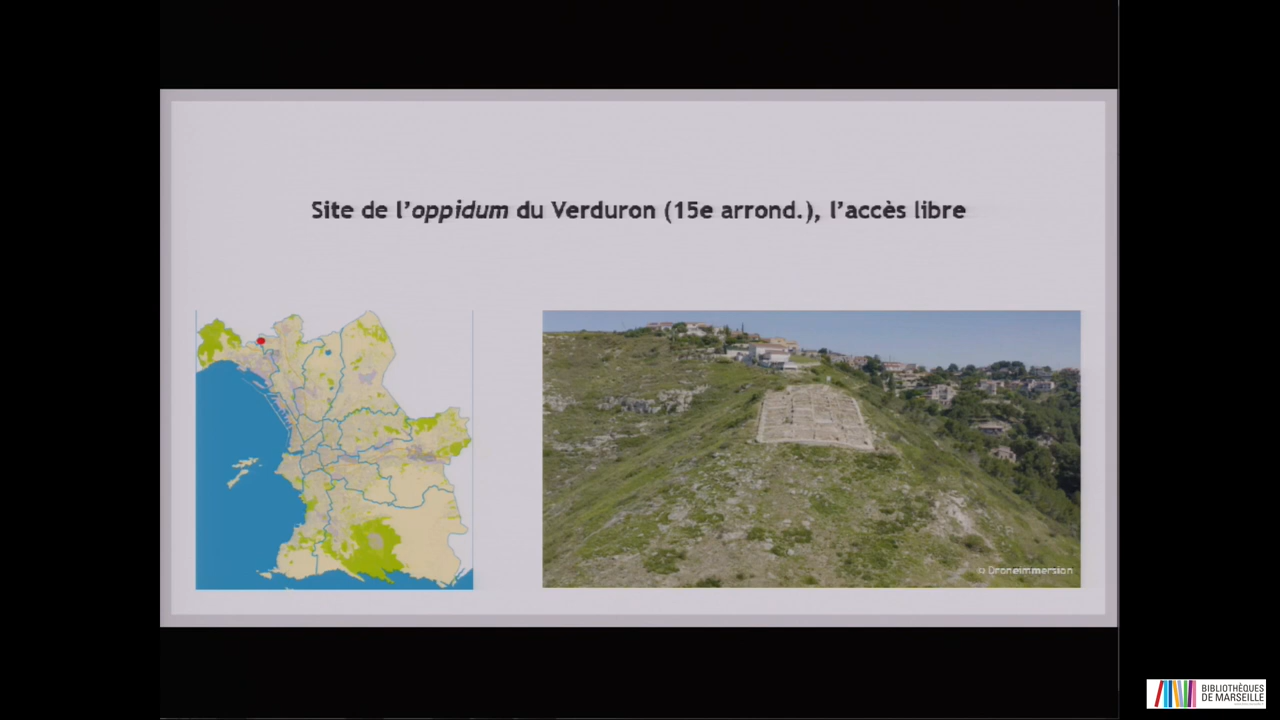 Site de l’oppidum du Verduron (15e arrond.), l’accès libre
© Droneimmersion
BIBLIOTHÈQUES
DE MARSEILLE